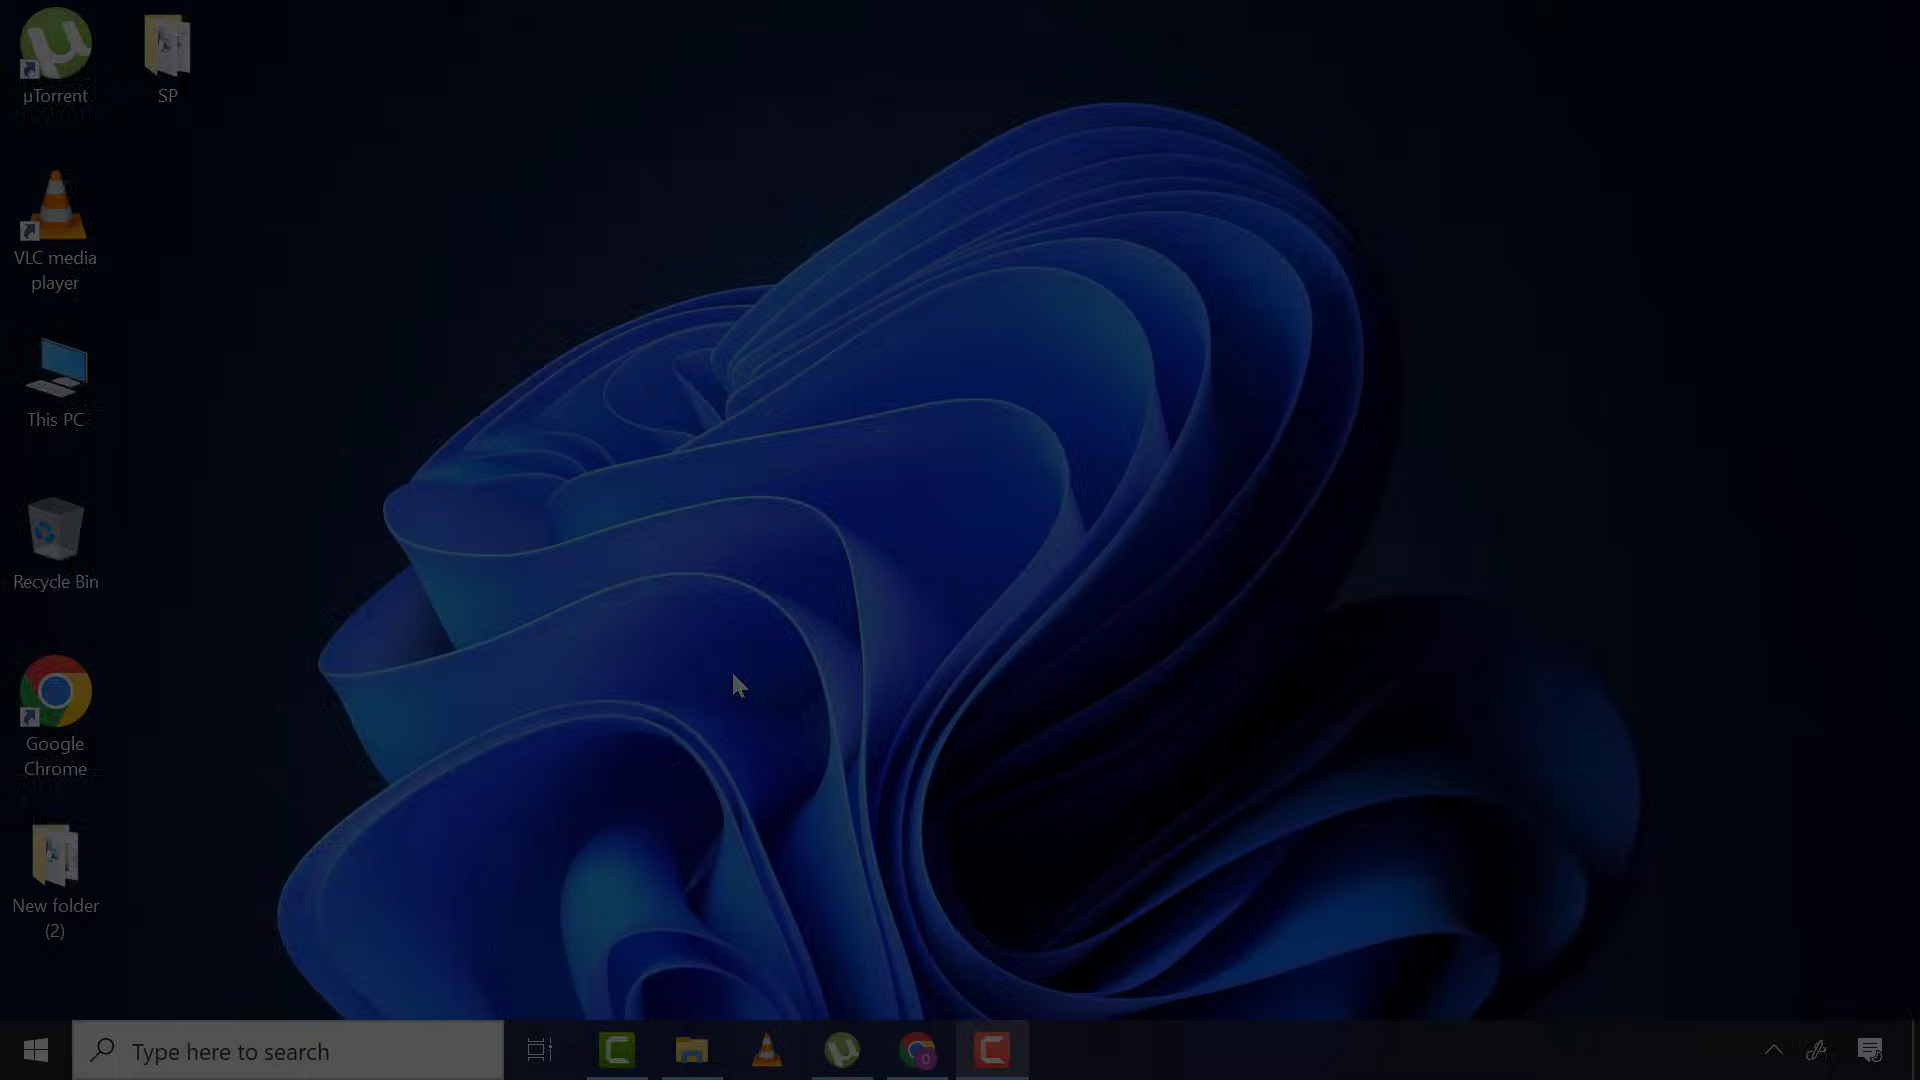 µTorrent
SP
VLC media
player
This PC
Recycle Bin
Google
Chrome
New folder
(2)
Type here to search